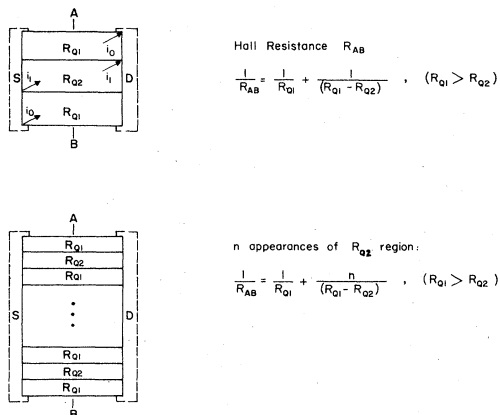 A
R_Q1 i_0
S i_1 R_Q2 i_1 D
i_0 R_Q1
B
Hall Resistance R_AB
1/R_AB = 1/R_Q1 + 1/(R_Q1 - R_Q2) , (R_Q1 > R_Q2)
A
R_Q1
R_Q2
R_Q1
S D
R_Q1
R_Q2
R_Q1
B
n appearances of R_Q2 region:
1/R_AB = 1/R_Q1 + n/(R_Q1 - R_Q2) , (R_Q1 > R_Q2)